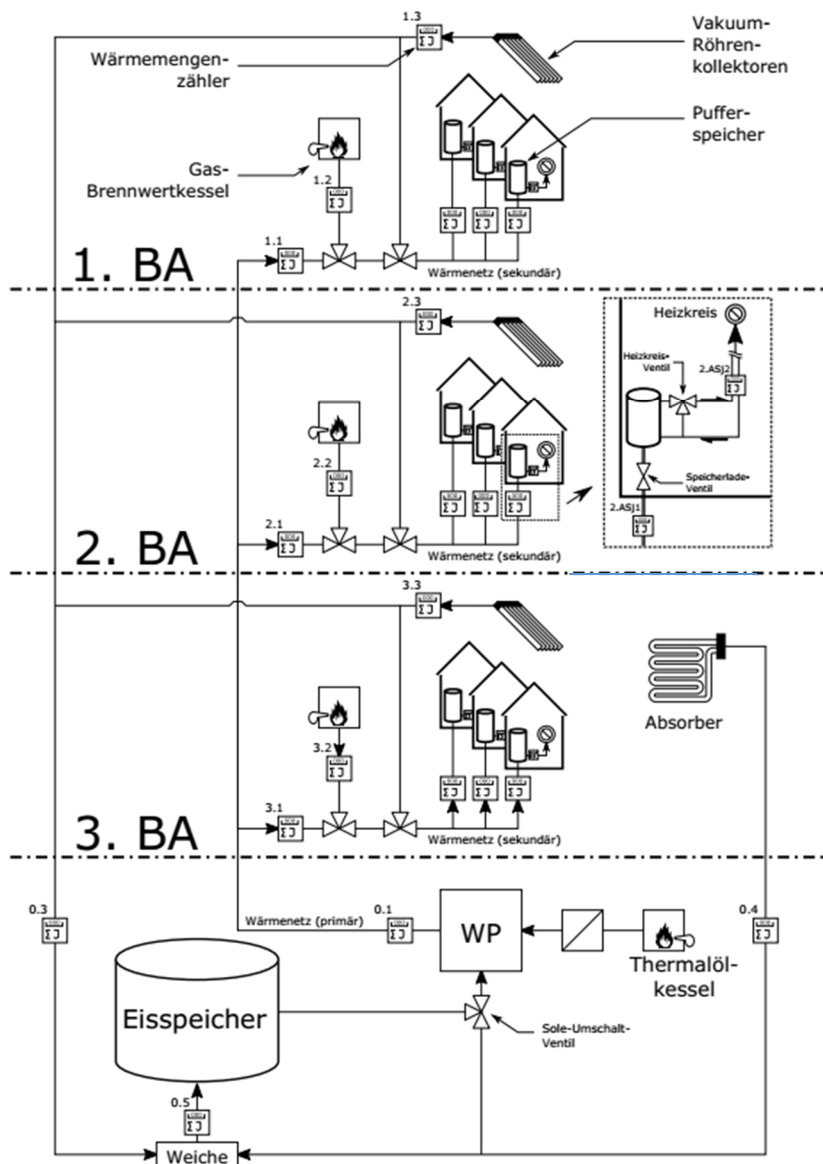 1.3
Vakuum-
Röhren-
kollektoren
Wärmemengen-
zähler
Puffer-
speicher
Gas-
Brennwertkessel
1.2
1.1
1. BA
Wärmenetz (sekundär)
2.3
Heizkreis
Heizkreis-
Ventil
2.ASj2
2.2
Speicherlade-
Ventil
2.ASj1
2.1
2. BA
Wärmenetz (sekundär)
3.3
Absorber
3.2
3.1
3. BA
Wärmenetz (sekundär)
0.3
Wärmenetz (primär)
0.1
WP
0.4
Thermalöl-
kessel
Eisspeicher
Sole-Umschalt-
Ventil
0.5
Weiche